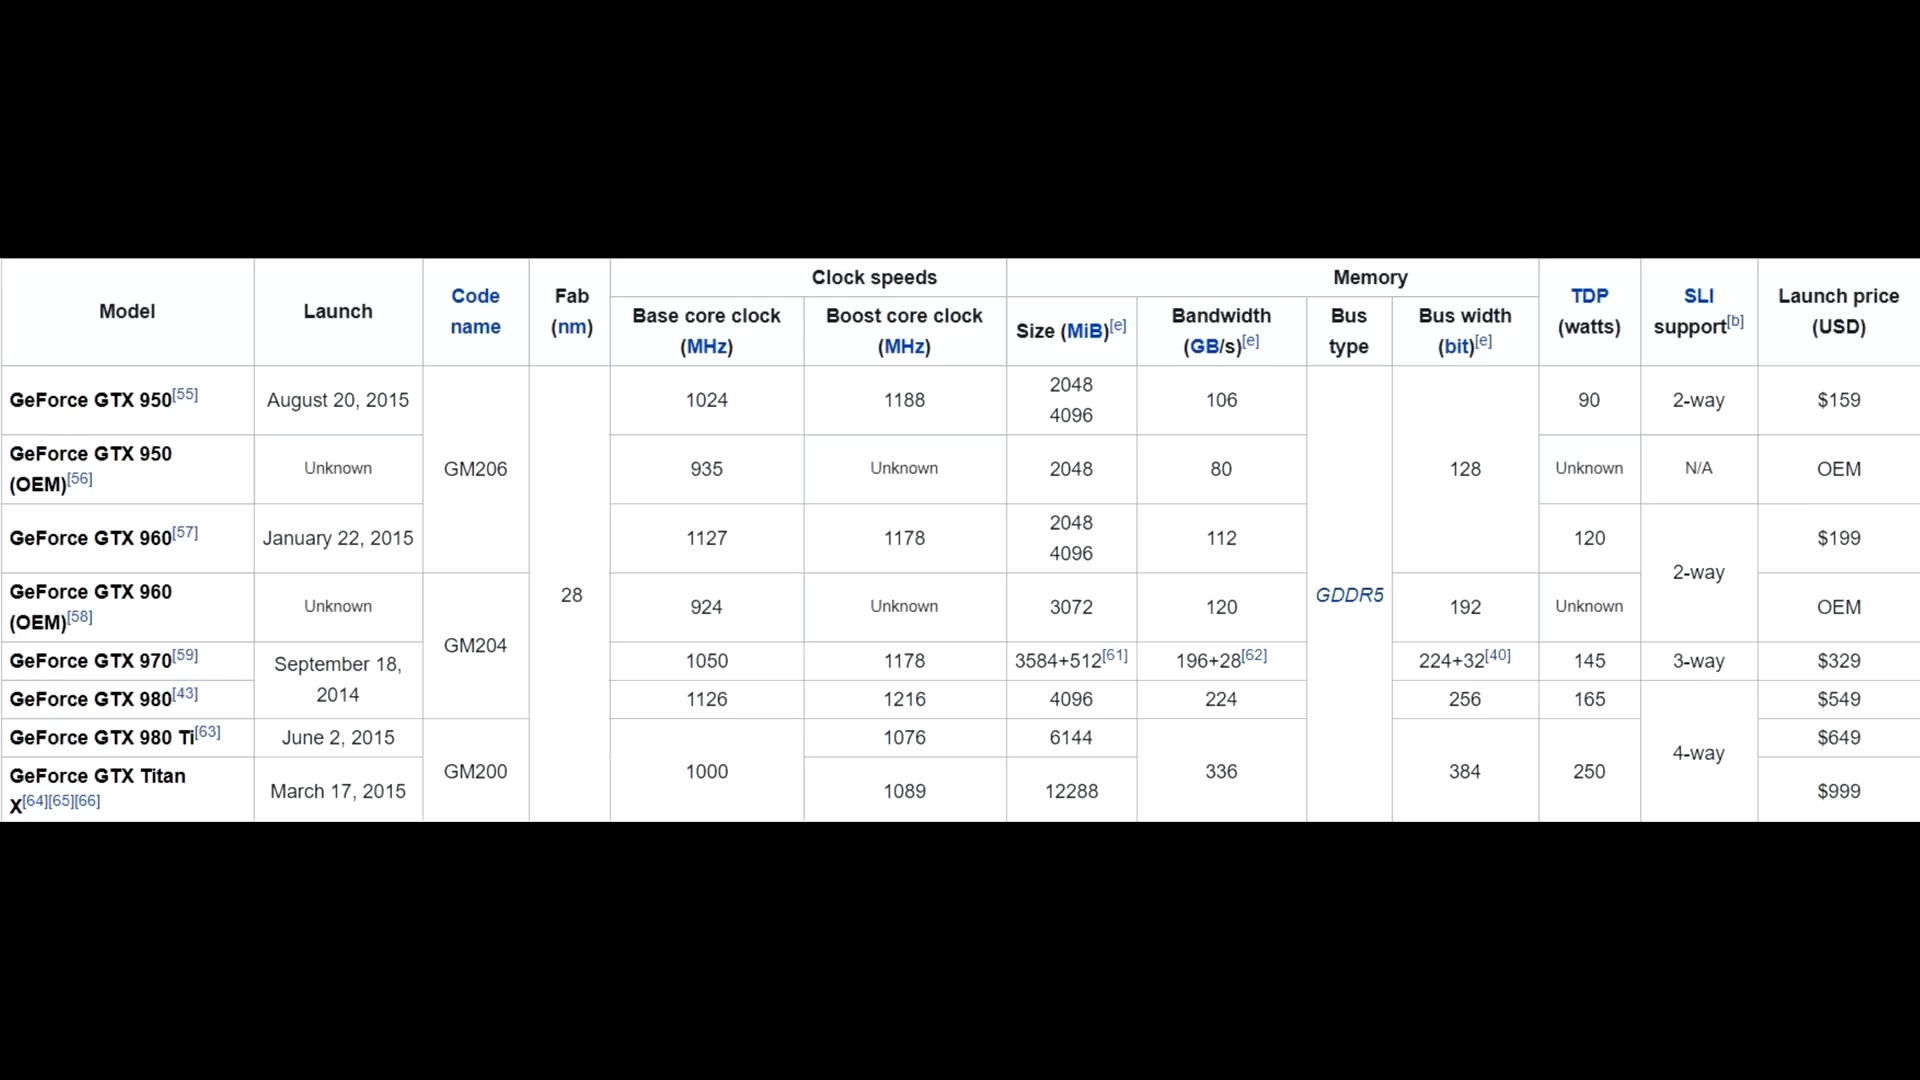 Model Launch Code name Fab (nm) Clock speeds Memory TDP (watts) SLI support[b] Launch price (USD)
Base core clock (MHz) Boost core clock (MHz) Size (MiB)[e] Bandwidth (GB/s)[e] Bus type Bus width (bit)[e]
GeForce GTX 950[55] August 20, 2015 GM206 28 1024 1188 2048 4096 106 GDDR5 128 90 2-way $159
GeForce GTX 950 (OEM)[56] Unknown 935 Unknown 2048 80 Unknown N/A OEM
GeForce GTX 960[57] January 22, 2015 1127 1178 2048 4096 112 120 2-way $199
GeForce GTX 960 (OEM)[58] Unknown GM204 924 Unknown 3072 120 192 Unknown OEM
GeForce GTX 970[59] September 18, 2014 1050 1178 3584+512[61] 196+28[62] 224+32[40] 145 3-way $329
GeForce GTX 980[43] 1126 1216 4096 224 256 165 4-way $549
GeForce GTX 980 Ti[63] June 2, 2015 GM200 1000 1076 6144 336 384 250 $649
GeForce GTX Titan X[64][65][66] March 17, 2015 1089 12288 $999